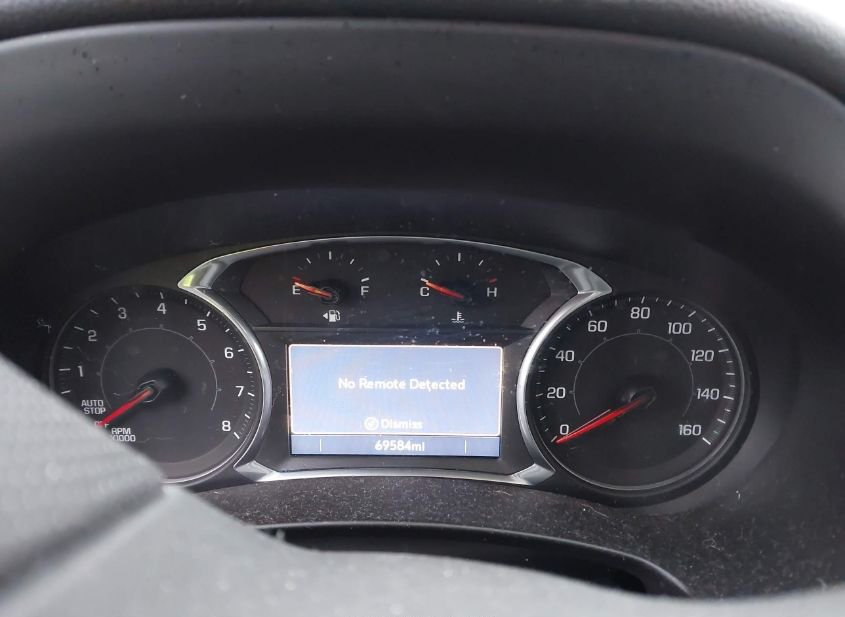 E F
C H
1 2 3 4 5 6 7 8
AUTO
STOP
RPM
No Remote Detected
Dismiss
69584mi
0 20 40 60 80 100 120 140 160